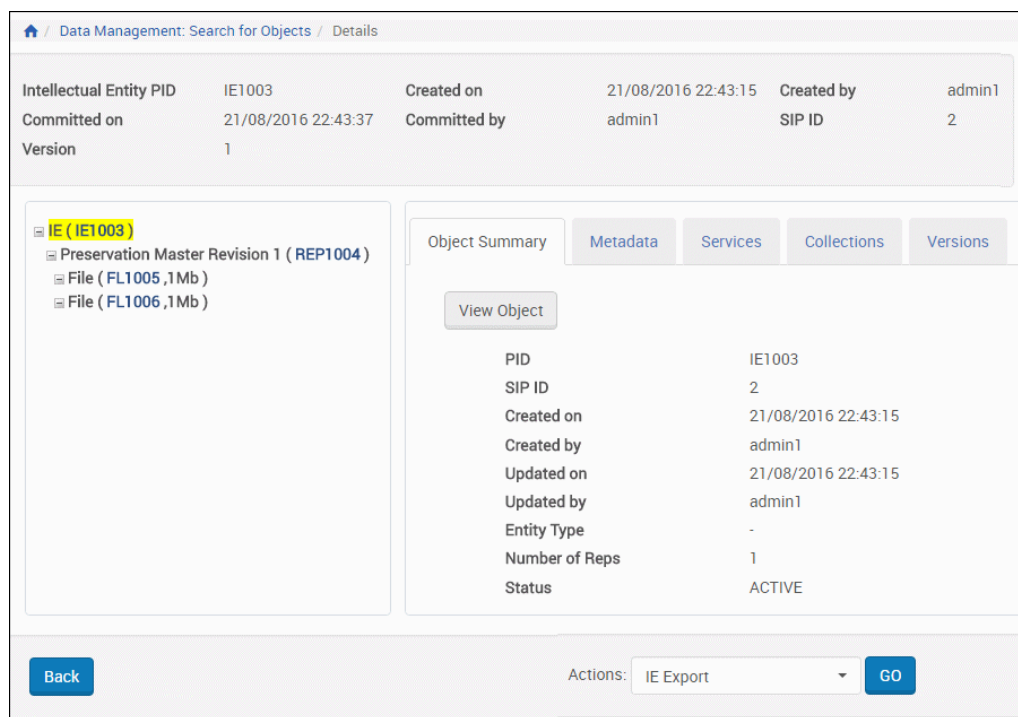 / Data Management: Search for Objects / Details
Intellectual Entity PID IE1003 Created on 21/08/2016 22:43:15 Created by admin1
Committed on 21/08/2016 22:43:37 Committed by admin1 SIP ID 2
Version 1
IE ( IE1003 )
Preservation Master Revision 1 ( REP1004 )
File ( FL1005 ,1Mb )
File ( FL1006 ,1Mb )
Object Summary Metadata Services Collections Versions
View Object
PID IE1003
SIP ID 2
Created on 21/08/2016 22:43:15
Created by admin1
Updated on 21/08/2016 22:43:15
Updated by admin1
Entity Type -
Number of Reps 1
Status ACTIVE
Back Actions: IE Export GO